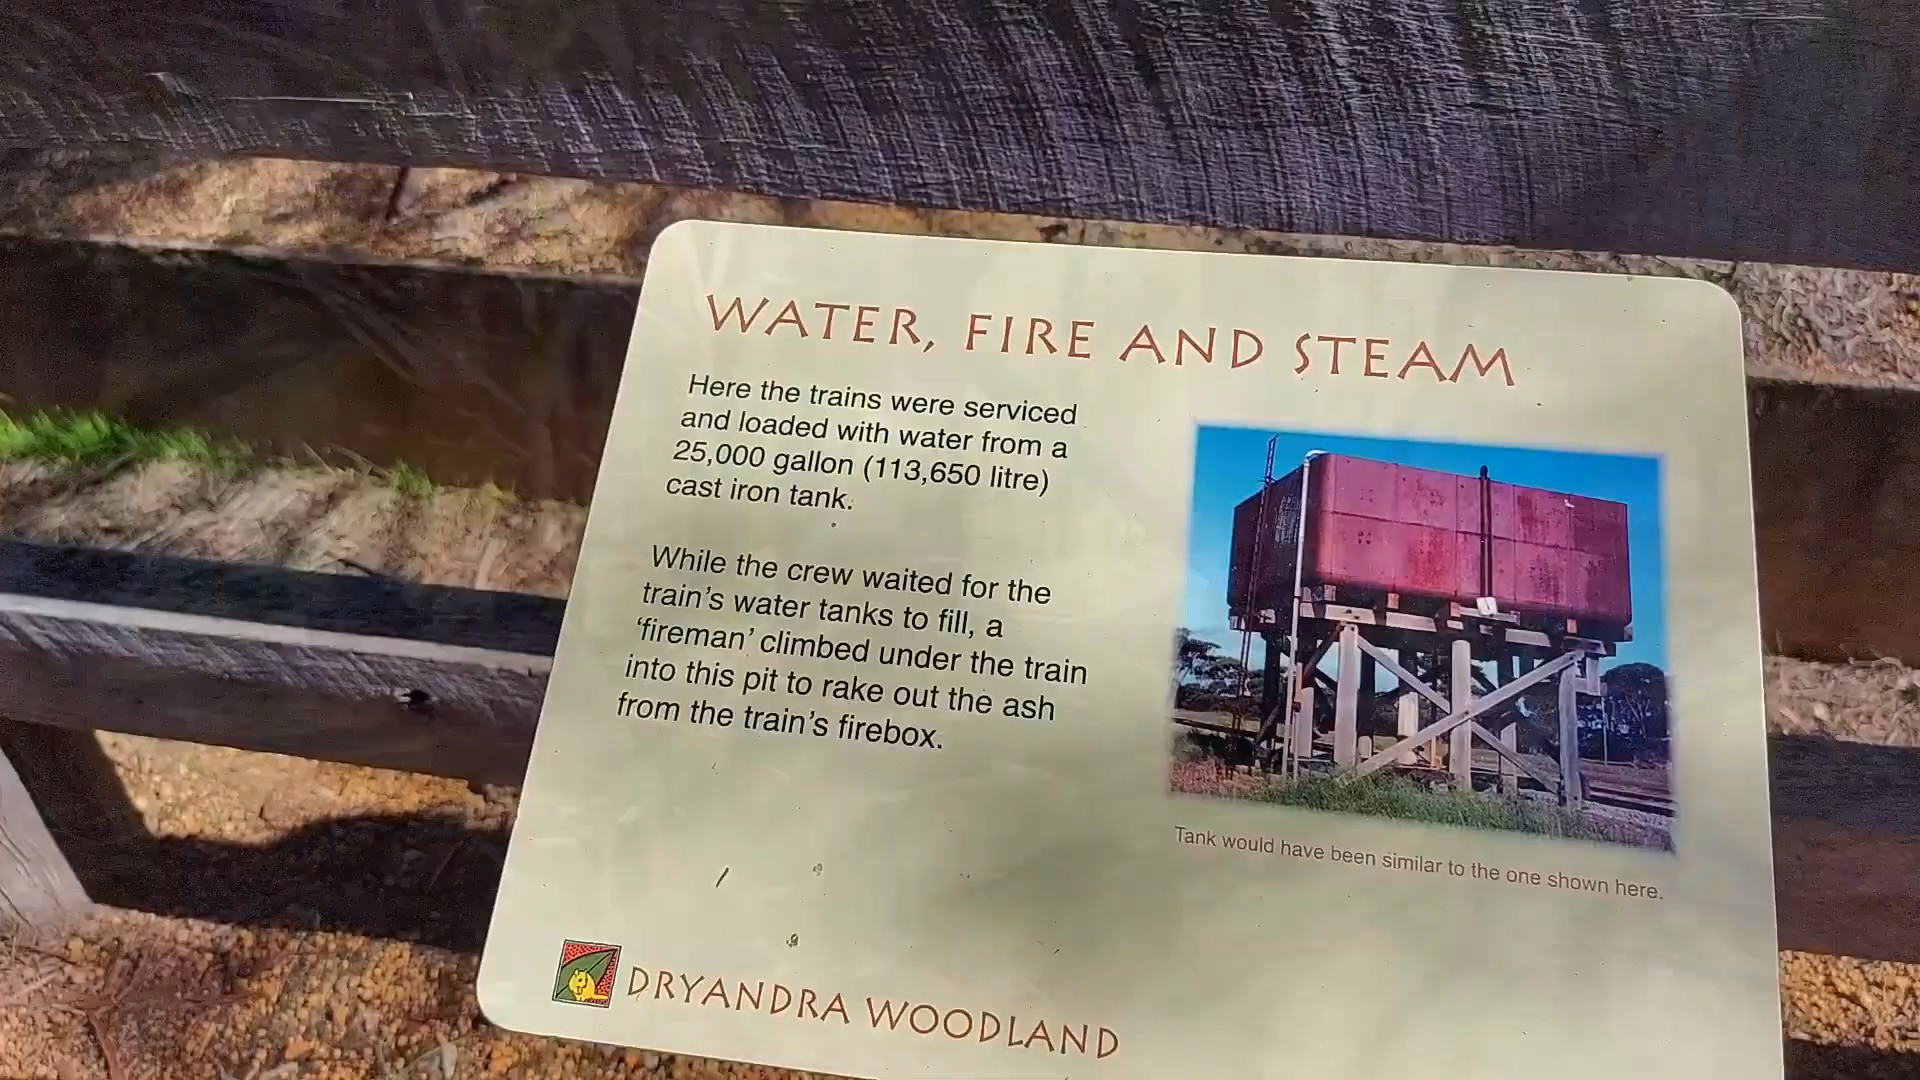 WATER, FIRE AND STEAM
Here the trains were serviced
and loaded with water from a
25,000 gallon (113,650 litre)
cast iron tank.
While the crew waited for the
train's water tanks to fill, a
‘fireman’ climbed under the train
into this pit to rake out the ash
from the train's firebox.
Tank would have been similar to the one shown here.
DRYANDRA WOODLAND